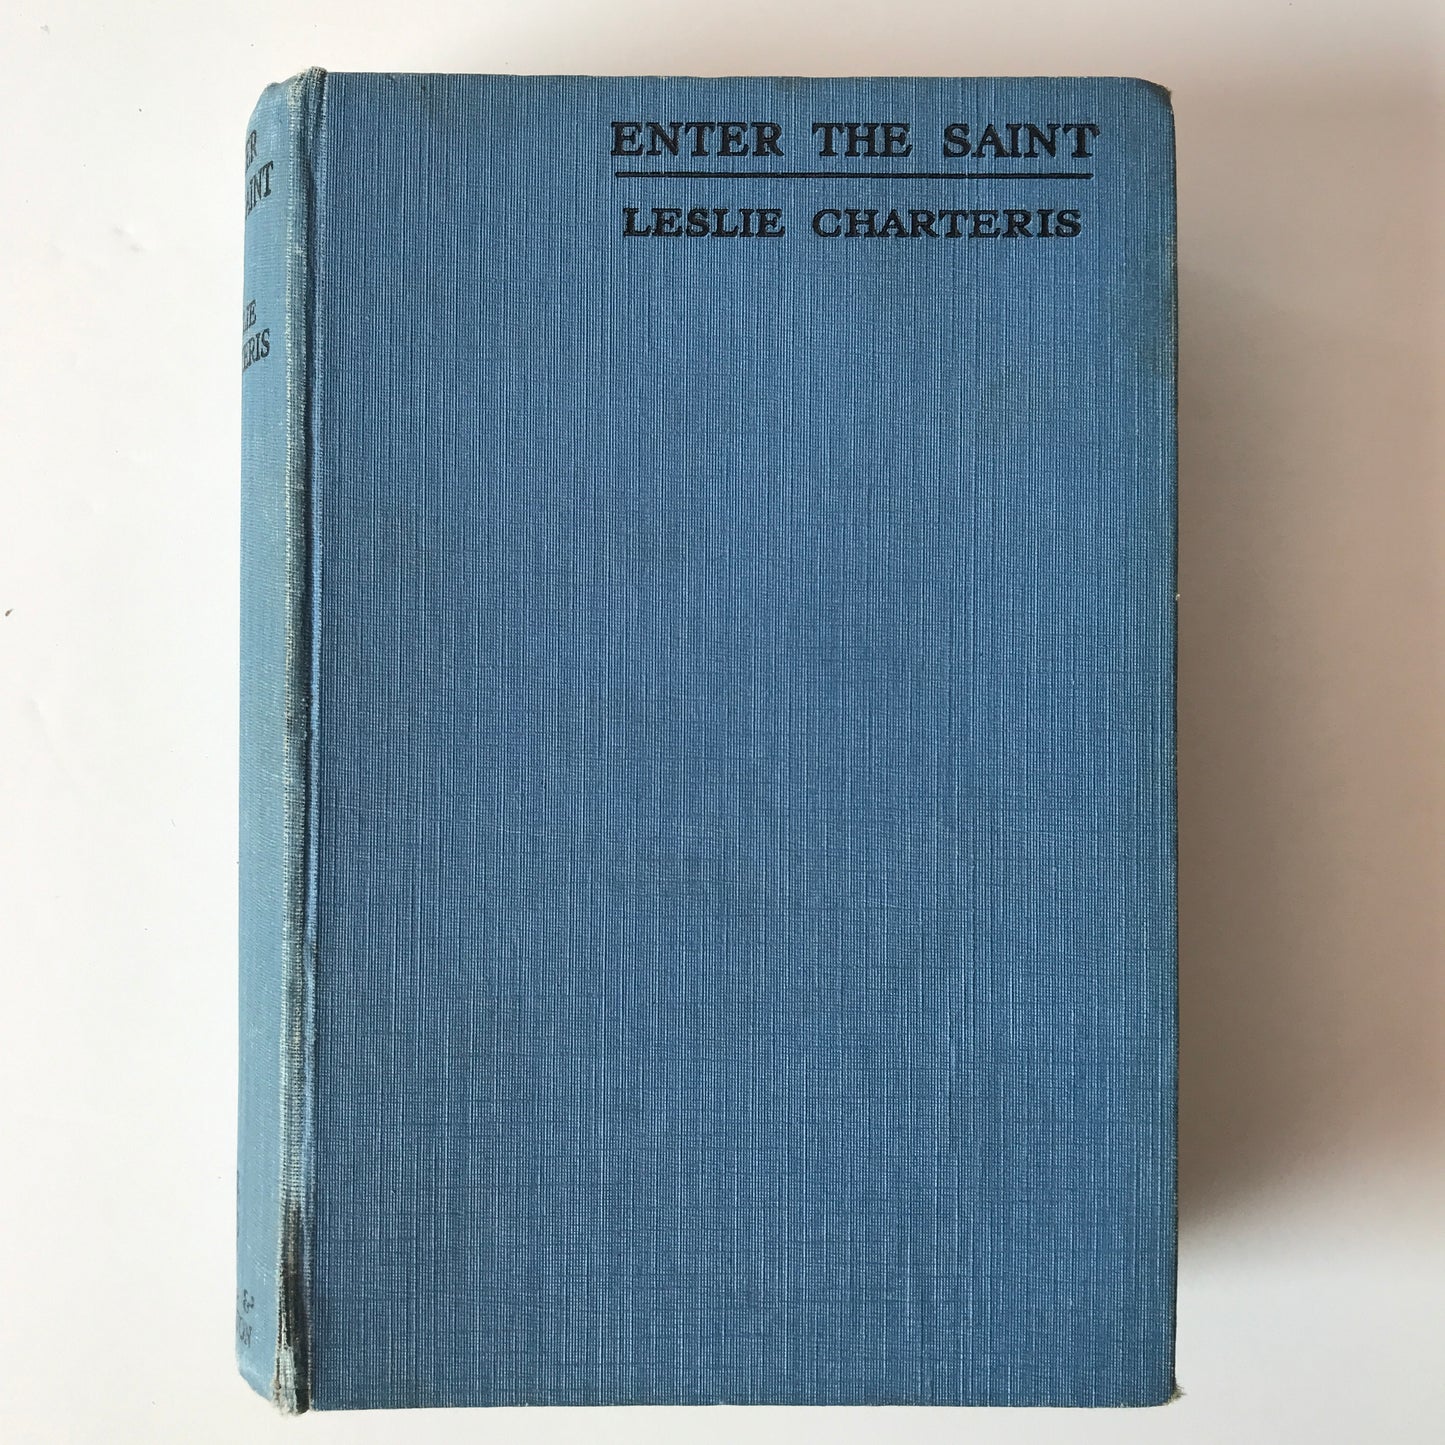 ENTER THE SAINT
LESLIE CHARTERIS
&